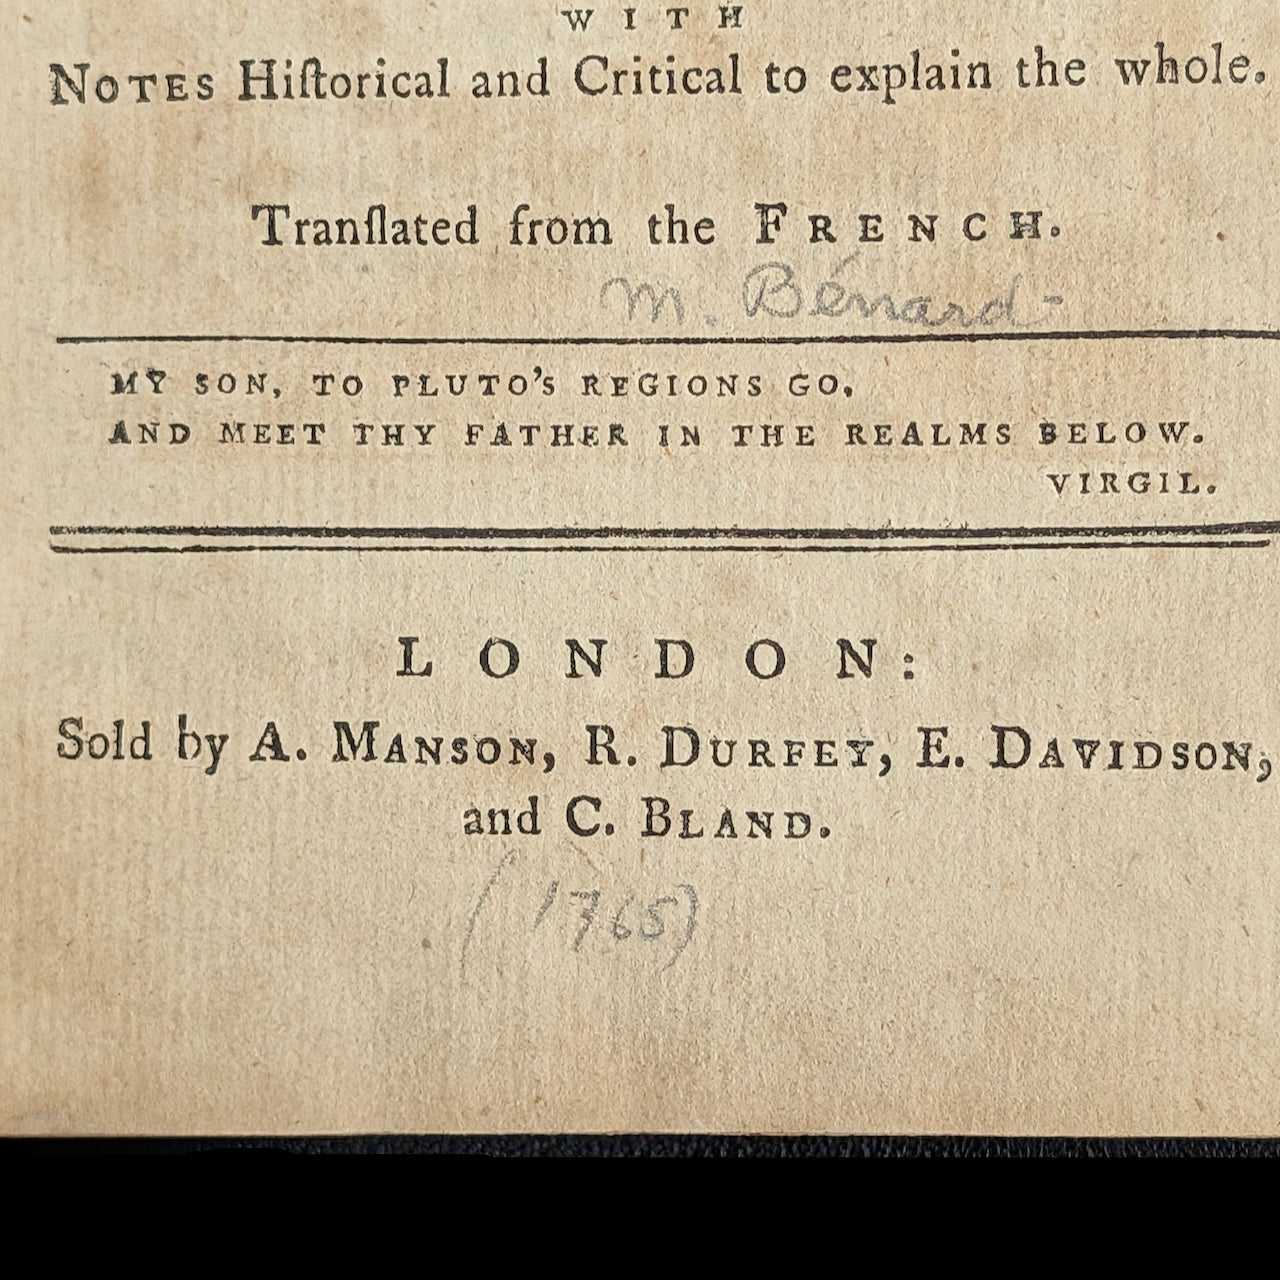 WITH
NOTES Hiſtorical and Critical to explain the whole.
Tranſlated from the FRENCH.
M. Bénard-
MY SON, TO PLUTO'S REGIONS GO,
AND MEET THY FATHER IN THE REALMS BELOW.
VIRGIL.
LONDON:
Sold by A. MANSON, R. DURFEY, E. DAVIDSON,
and C. BLAND.
(1765)